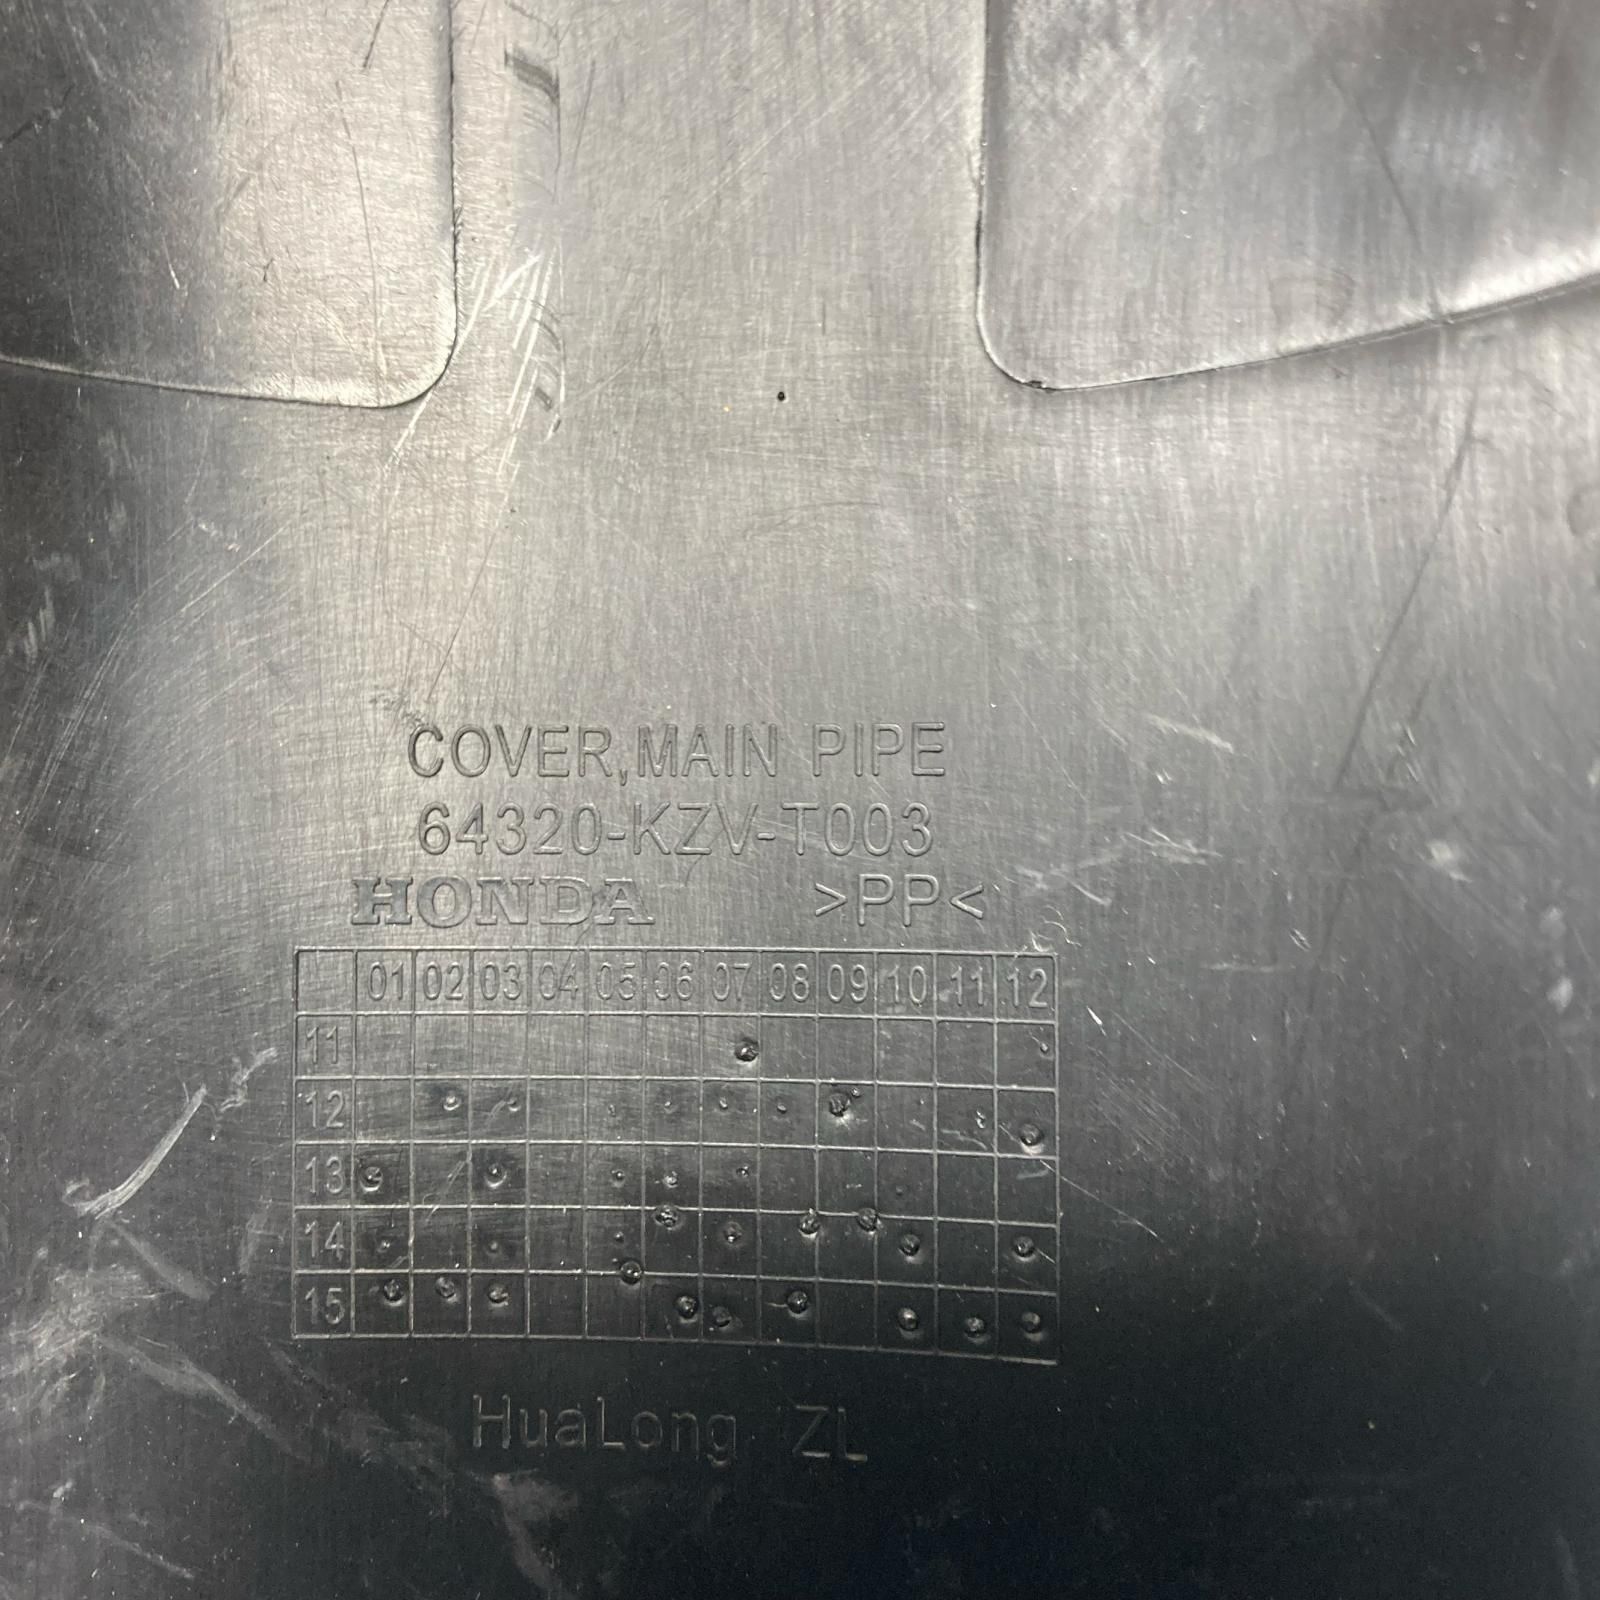 COVER,MAIN PIPE
64320-KZV-T003
HONDA >PP<
01 02 03 04 05 06 07 08 09 10 11 12
11
12
13
14
15
HuaLong ZL